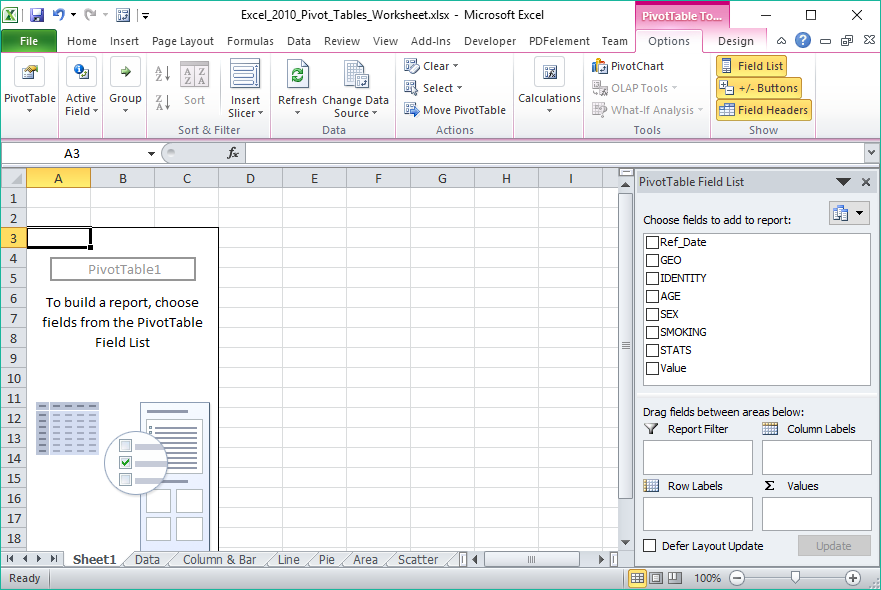 Excel_2010_Pivot_Tables_Worksheet.xlsx - Microsoft Excel
PivotTable To...
File Home Insert Page Layout Formulas Data Review View Add-Ins Developer PDFelement Team Options Design
PivotTable
Active Field
Group
A Z
Z A
A Z Z A
Sort
Insert Slicer
Sort & Filter
Refresh
Change Data Source
Data
Clear
Select
Move PivotTable
Actions
Calculations
PivotChart
OLAP Tools
What-If Analysis
Tools
Field List
+/- Buttons
Field Headers
Show
A3
fx
A B C D E F G H I
1
2
3
4
5
6
7
8
9
10
11
12
13
14
15
16
17
18
PivotTable1
To build a report, choose
fields from the PivotTable
Field List
PivotTable Field List
Choose fields to add to report:
Ref_Date
GEO
IDENTITY
AGE
SEX
SMOKING
STATS
Value
Drag fields between areas below:
Report Filter
Column Labels
Row Labels
Σ Values
Defer Layout Update
Update
Sheet1 Data Column & Bar Line Pie Area Scatter
Ready
100%